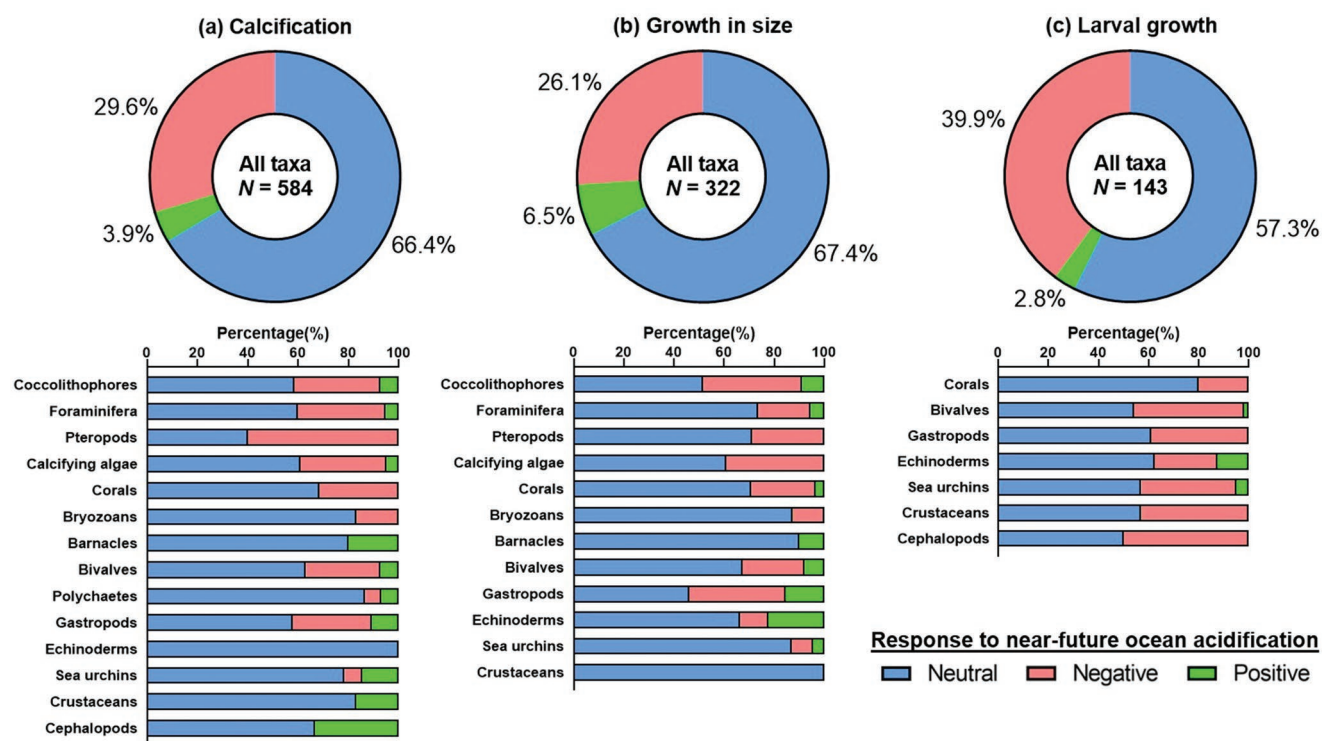 (a) Calcification
29.6%
All taxa
N = 584
3.9%
66.4%
Percentage(%)
0 20 40 60 80 100
Coccolithophores
Foraminifera
Pteropods
Calcifying algae
Corals
Bryozoans
Barnacles
Bivalves
Polychaetes
Gastropods
Echinoderms
Sea urchins
Crustaceans
Cephalopods
(b) Growth in size
26.1%
All taxa
N = 322
6.5%
67.4%
Percentage(%)
0 20 40 60 80 100
Coccolithophores
Foraminifera
Pteropods
Calcifying algae
Corals
Bryozoans
Barnacles
Bivalves
Gastropods
Echinoderms
Sea urchins
Crustaceans
(c) Larval growth
39.9%
All taxa
N = 143
57.3%
2.8%
Percentage(%)
0 20 40 60 80 100
Corals
Bivalves
Gastropods
Echinoderms
Sea urchins
Crustaceans
Cephalopods
Response to near-future ocean acidification
Neutral Negative Positive